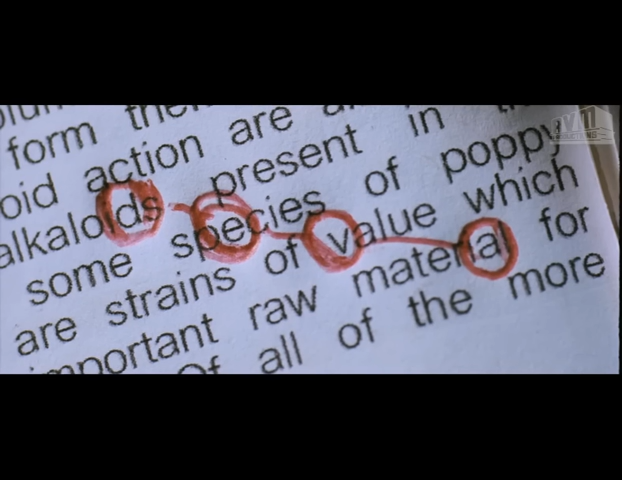 form
oid action are
alkaloids present in
some species of poppy
are strains of value which
important raw material for
Of all of the more